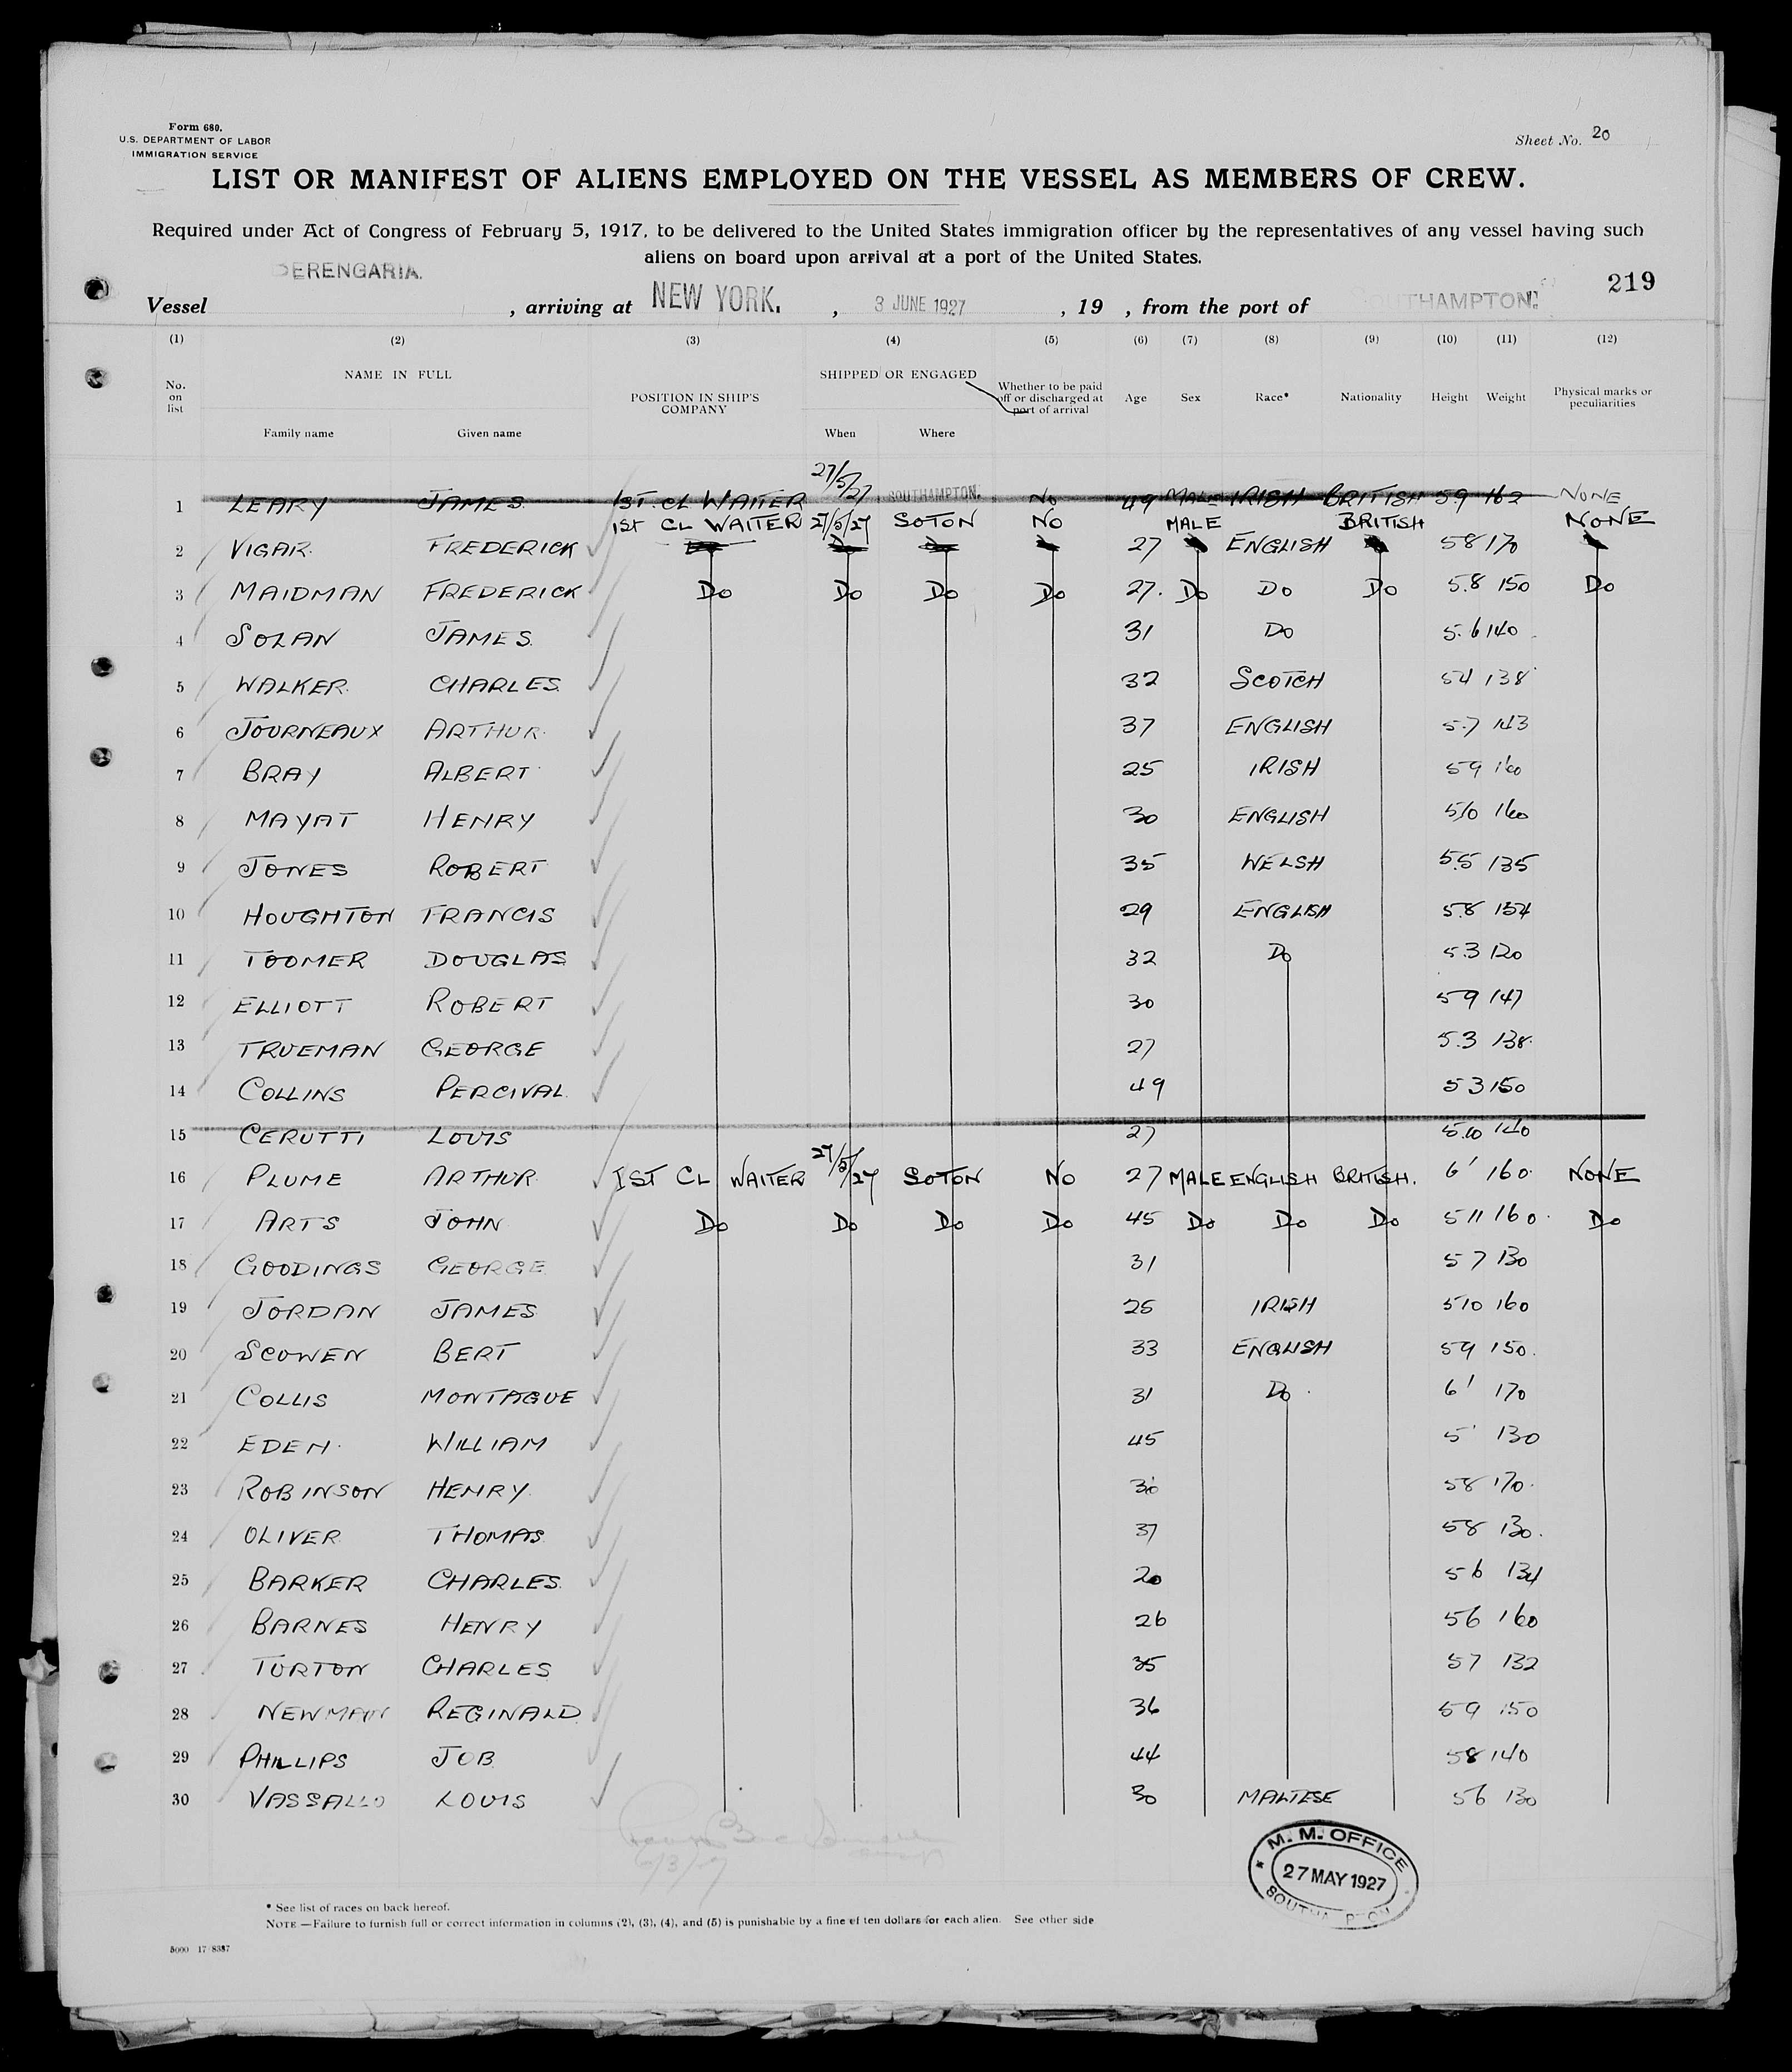 Form 680.
U.S. DEPARTMENT OF LABOR
IMMIGRATION SERVICE
Sheet No. 20
LIST OR MANIFEST OF ALIENS EMPLOYED ON THE VESSEL AS MEMBERS OF CREW.
Required under Act of Congress of February 5, 1917, to be delivered to the United States immigration officer by the representatives of any vessel having such
aliens on board upon arrival at a port of the United States.
219
Vessel BERENGARIA. , arriving at NEW YORK. , 3 JUNE 1927 , 19 , from the port of SOUTHAMPTON.
(1) (2) (3) (4) (5) (6) (7) (8) (9) (10) (11) (12)
No. on list NAME IN FULL Family name Given name POSITION IN SHIP'S COMPANY SHIPPED OR ENGAGED When Where Whether to be paid off or discharged at port of arrival Age Sex Race* Nationality Height Weight Physical marks or peculiarities
1 LEARY JAMES 1ST. CL WAITER 27/5/27 SOUTHAMPTON. No 49 MALE IRISH BRITISH 59 162 NONE
1st CL WAITER 27/5/27 SOTON NO MALE BRITISH NONE
2 VIGAR. FREDERICK 27 ENGLISH 58 170
3 MAIDMAN FREDERICK Do Do Do Do 27. Do Do Do 5.8 150 Do
4 SOLAN JAMES. 31 Do 5.6 140
5 WALKER. CHARLES. 32 SCOTCH 54 138
6 JOURNEAUX ARTHUR. 37 ENGLISH 5.7 143
7 BRAY ALBERT 25 IRISH 59 160
8 MAYAT HENRY 30 ENGLISH 510 160
9 JONES ROBERT 35 WELSH 5.5 135
10 HOUGHTON FRANCIS 29 ENGLISH 5.8 134
11 TOOMER DOUGLAS 32 Do 5.3 120
12 ELLIOTT ROBERT 30 59 147
13 TRUEMAN GEORGE 27 5.3 138.
14 COLLINS PERCIVAL. 49 53 150
15 CERUTTI LOUIS 27 5.10 140
16 PLUME ARTHUR. 1ST CL WAITER 27/5/27 SOTON NO 27 MALE ENGLISH BRITISH. 6' 160. NONE
17 ARTS JOHN Do Do Do Do 45 Do Do Do 511 160. Do
18 GOODINGS GEORGE. 31 57 130
19 JORDAN JAMES 25 IRISH 510 160
20 SCOWEN BERT 33 ENGLISH 59 150.
21 COLLIS MONTAGUE 31 Do. 6' 170
22 EDEN. WILLIAM 45 5' 130
23 ROBINSON HENRY. 30 58 170.
24 OLIVER THOMAS 37 58 130.
25 BARKER CHARLES. 20 56 134
26 BARNES HENRY 26 56 160
27 TURTON CHARLES 35 57 132
28 NEWMAN REGINALD 36 59 150
29 PHILLIPS JOB 44 58 140
30 VASSALLO LOUIS 30 MALTESE 56 130
M. M. OFFICE
27 MAY 1927
SOUTHAMPTON
* See list of races on back hereof.
NOTE —Failure to furnish full or correct information in columns (2), (3), (4), and (5) is punishable by a fine of ten dollars for each alien. See other side
5000 17/8337